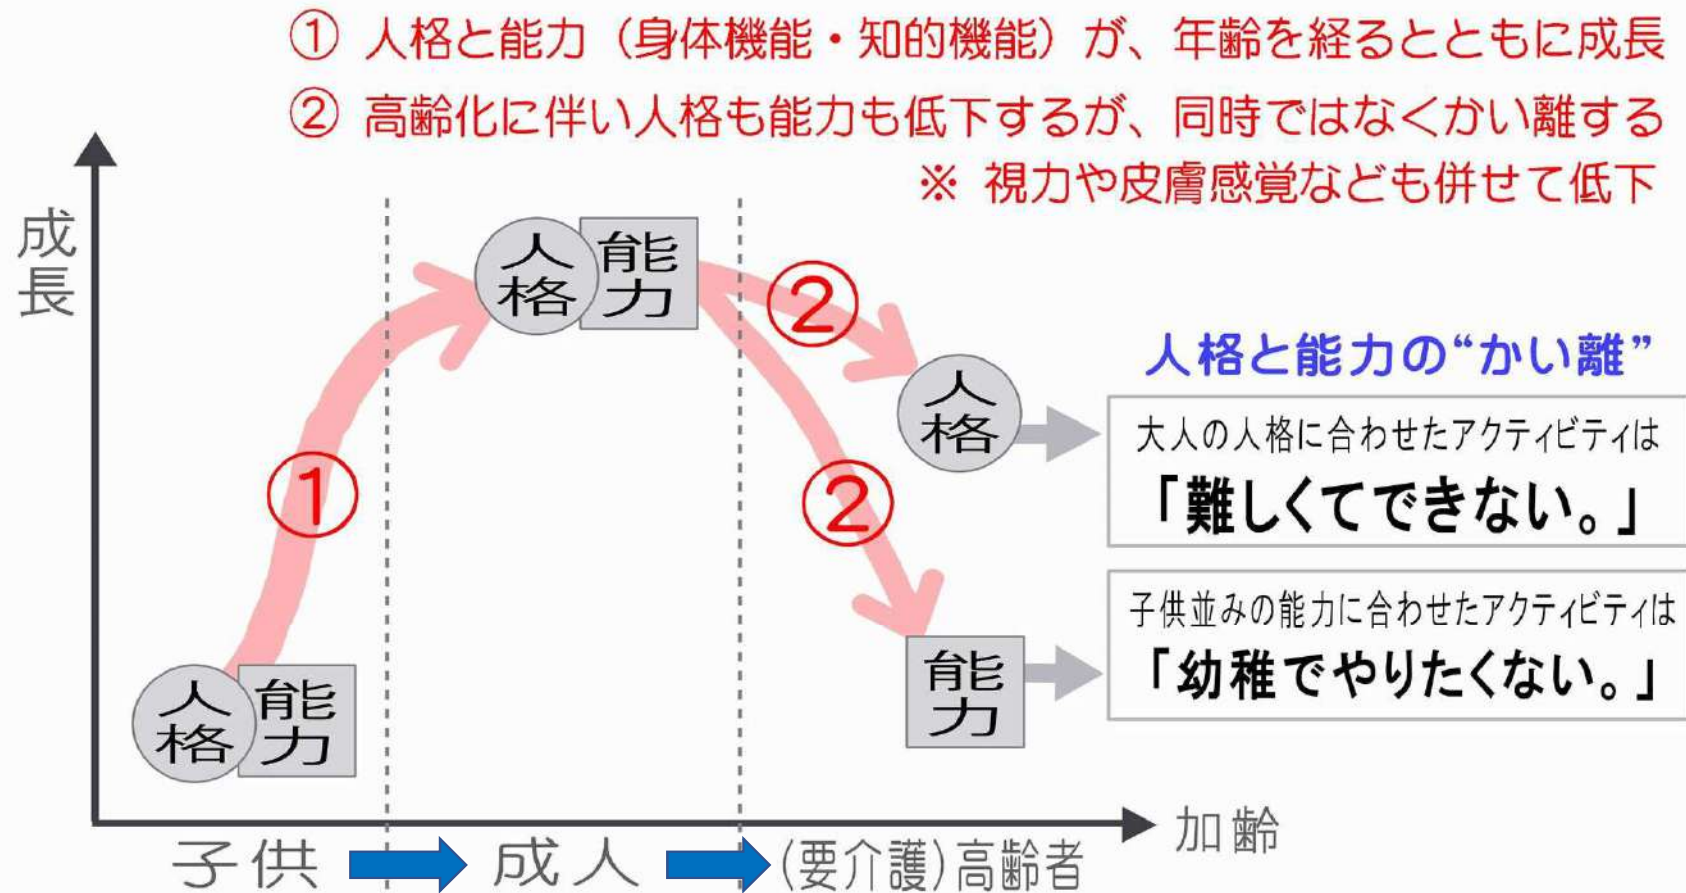 ① 人格と能力（身体機能・知的機能）が、年齢を経るとともに成長
② 高齢化に伴い人格も能力も低下するが、同時ではなくかい離する
※ 視力や皮膚感覚なども併せて低下
成長
人格
能力
②
人格と能力の“かい離”
人格
大人の人格に合わせたアクティビティは
「難しくてできない。」
①
②
子供並みの能力に合わせたアクティビティは
「幼稚でやりたくない。」
能力
人格
能力
加齢
子供
成人
(要介護)高齢者